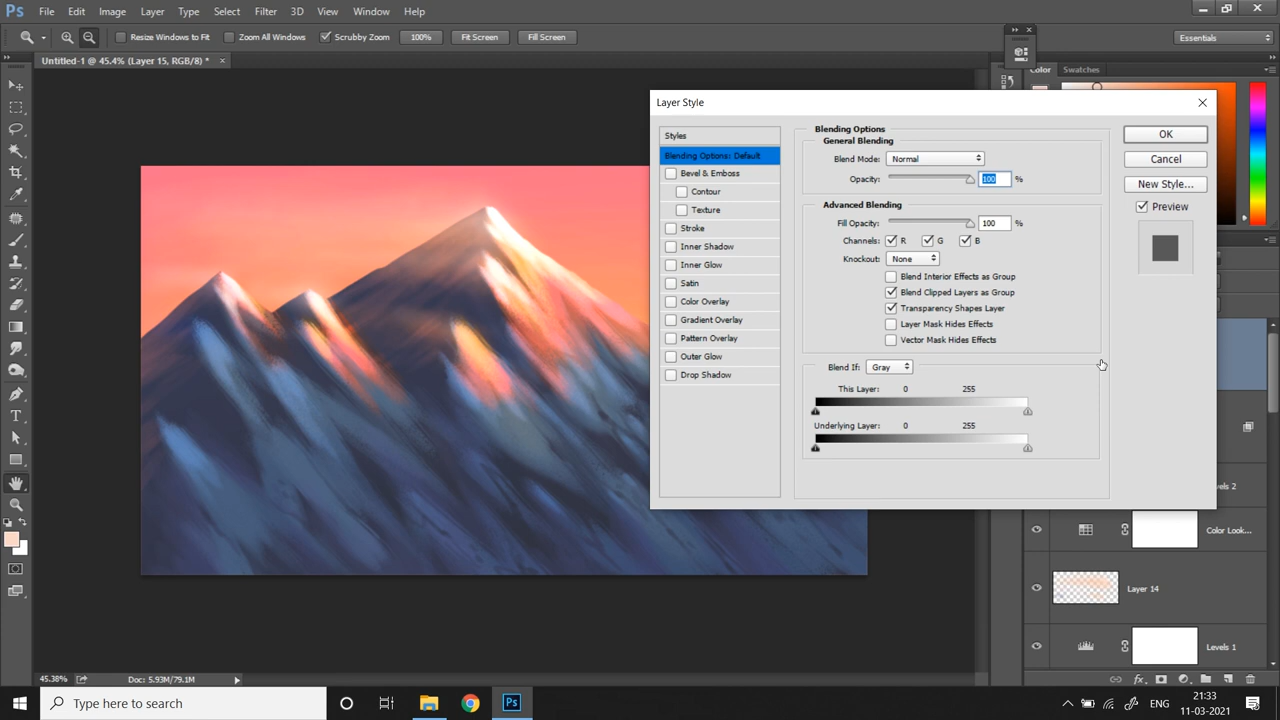 Ps File Edit Image Layer Type Select Filter 3D View Window Help
Resize Windows to Fit Zoom All Windows Scrubby Zoom 100% Fit Screen Fill Screen Essentials
Untitled-1 @ 45.4% (Layer 15, RGB/8) * ×
Color Swatches
Layer Style
Styles
Blending Options: Default
Bevel & Emboss
Contour
Texture
Stroke
Inner Shadow
Inner Glow
Satin
Color Overlay
Gradient Overlay
Pattern Overlay
Outer Glow
Drop Shadow
Blending Options
General Blending
Blend Mode: Normal
Opacity: 100 %
Advanced Blending
Fill Opacity: 100 %
Channels: R G B
Knockout: None
Blend Interior Effects as Group
Blend Clipped Layers as Group
Transparency Shapes Layer
Layer Mask Hides Effects
Vector Mask Hides Effects
Blend If: Gray
This Layer: 0 255
Underlying Layer: 0 255
OK
Cancel
New Style...
Preview
Levels 2
Color Look...
Layer 14
Levels 1
fx
45.38% Doc: 5.93M/79.1M
Type here to search
Ps
ENG
21:33
11-03-2021